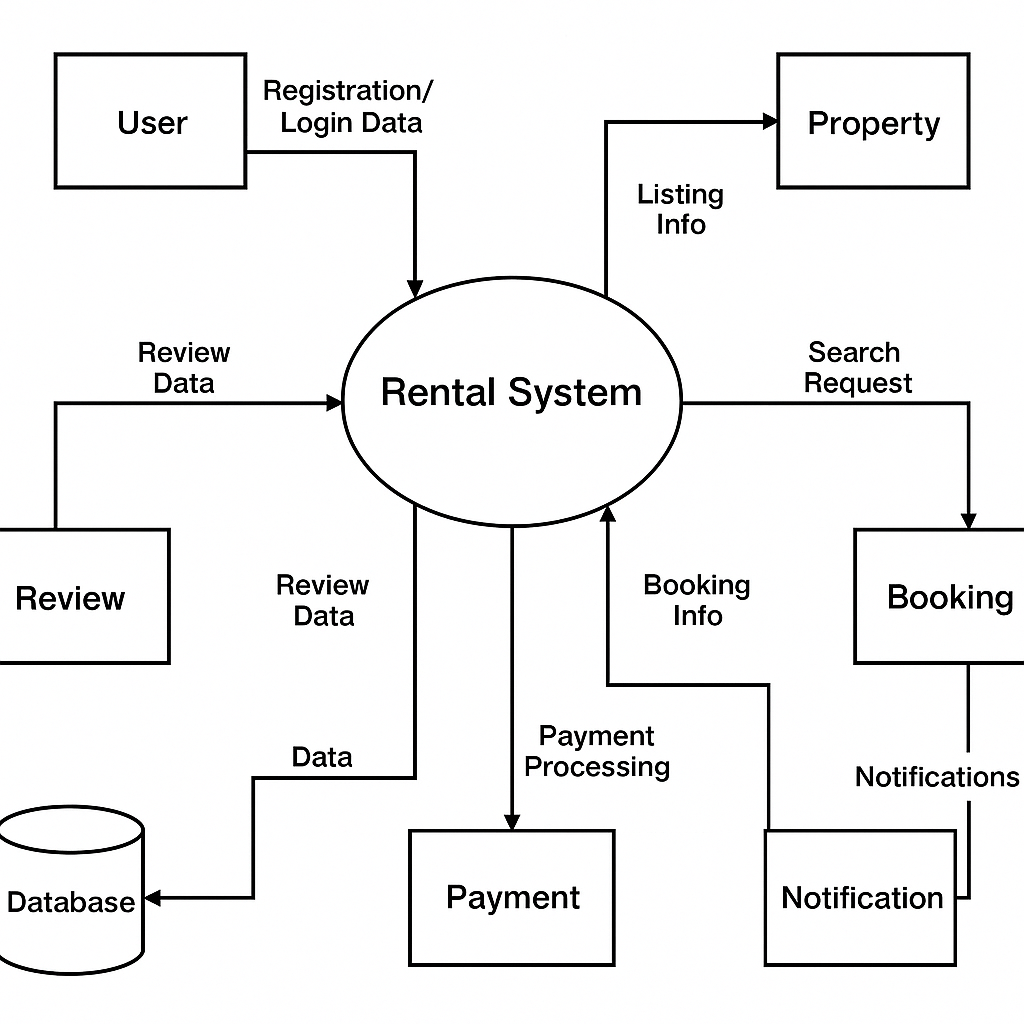 User
Registration/
Login Data
Property
Listing
Info
Review
Data
Rental System
Search
Request
Review
Review
Data
Booking
Info
Booking
Data
Payment
Processing
Notifications
Database
Payment
Notification